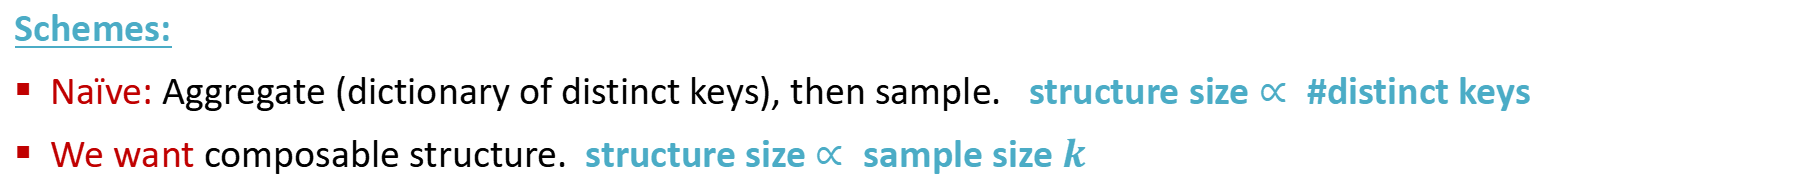 Schemes:
▪ Naïve: Aggregate (dictionary of distinct keys), then sample. structure size ∝ #distinct keys
▪ We want composable structure. structure size ∝ sample size k